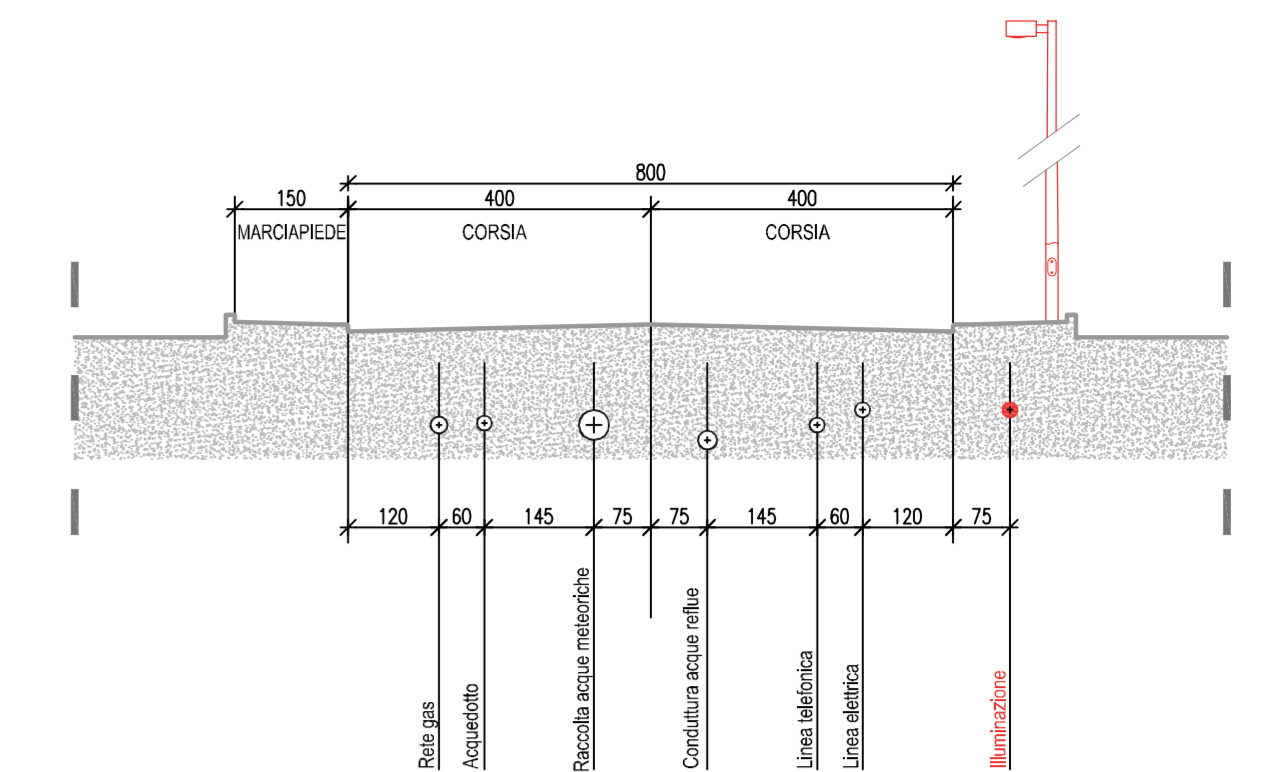 800
150
400
400
MARCIAPIEDE
CORSIA
CORSIA
120
60
145
75
75
145
60
120
75
Rete gas
Acquedotto
Raccolta acque meteoriche
Conduttura acque reflue
Linea telefonica
Linea elettrica
Illuminazione